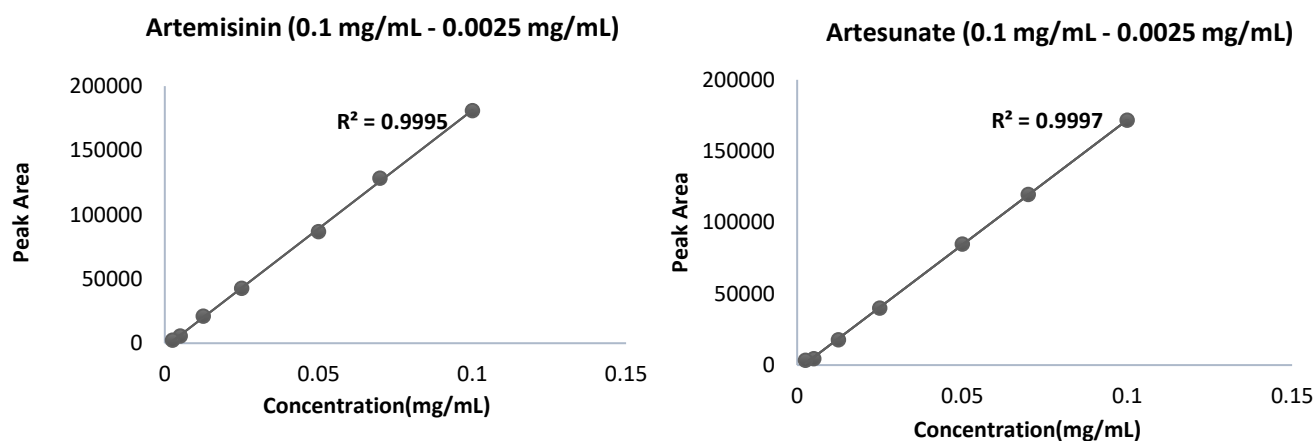 Artemisinin (0.1 mg/mL - 0.0025 mg/mL)
200000
150000
100000
50000
0
Peak Area
R² = 0.9995
0
0.05
0.1
0.15
Concentration(mg/mL)
Artesunate (0.1 mg/mL - 0.0025 mg/mL)
200000
150000
100000
50000
0
Peak Area
R² = 0.9997
0
0.05
0.1
0.15
Concentration(mg/mL)